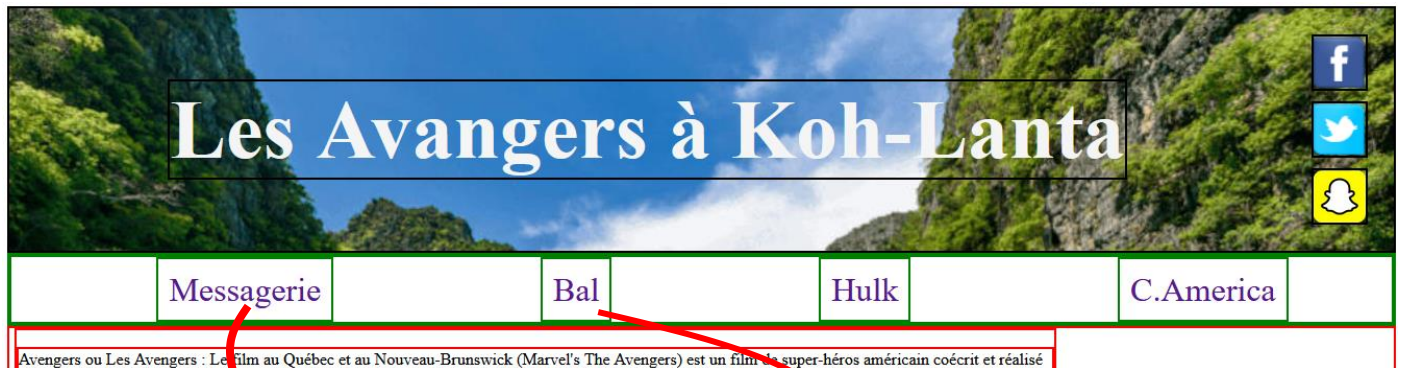 Les Avangers à Koh-Lanta
f
Messagerie Bal Hulk C.America
Avengers ou Les Avengers : Le film au Québec et au Nouveau-Brunswick (Marvel's The Avengers) est un film de super-héros américain coécrit et réalisé